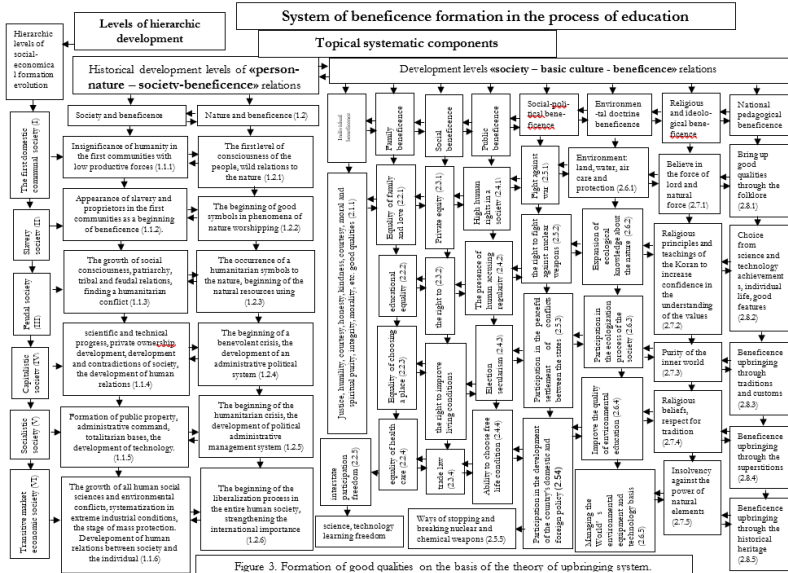 System of beneficence formation in the process of education
Levels of hierarchic
development
Topical systematic components
Hierarchic
levels of
social-
economica
l formation
evolution
Historical development levels of «person-
nature – society-beneficence» relations
Development levels «society – basic culture - beneficence» relations
Society and beneficence
Nature and beneficence (1.2)
Individual
beneficence
Family
beneficence
Social
beneficence
Public
beneficence
Social-poli-
tical bene-
ficence
Environmen-
tal doctrine
beneficence
Religious
and ideolo-
gical bene-
ficence
National
pedagogical
beneficence
The first domestic
communal society (I)
Slavery
society (II)
Feudal society
(III)
Capitalistic
society (IV)
Socialistic
society (V)
Transitive market
economic society (VI)
Insignificance of humanity in
the first communities with
low productive forces (1.1.1)
Appearance of slavery and
proprietors in the first
communities as a beginning
of beneficence (1.1.2).
The growth of social
consciousness, patriarchy,
tribal and feudal relations,
finding a humanitarian
conflict (1.1.3)
scientific and technical
progress, private ownership
development, development
and contradictions of society,
the development of human
relations (1.1.4)
Formation of public property,
administrative command,
totalitarian bases, the
development of technology.
(1.1.5)
The growth of all human social
sciences and environmental
conflicts, systematization in
extreme industrial conditions,
the stage of mass protection.
Development of human
relations between society and
the individual (1.1.6)
The first level of
consciousness of the
people, wild relations to
the nature (1.2.1)
The beginning of good
symbols in phenomena of
nature worshipping (1.2.2)
The occurrence of a
humanitarian symbols to
the nature, beginning of the
natural resources using
(1.2.3)
The beginning of a
benevolent crisis, the
development of an
administrative political
system (1.2.4)
The beginning of the
humanitarian crisis, the
development of political
administrative
management system (1.2.5)
The beginning of the
liberalization process in the
entire human society,
strengthening the
international importance
(1.2.6)
Justice, humility, courtesy, honesty, kindness, courtesy, moral and
spiritual purity, integrity, morality, etc. good qualities (2.1.1)
interstate
participation
freedom (2.2.5)
science, technology
learning freedom
Equality of family
and love (2.2.1)
educational
equality (2.2.2)
Equality of choosing
a place (2.2.3)
equality of health
care (2.2.4)
Private equity (2.3.1)
the right to (2.3.2)
the right to improve
living conditions
trade law
(2.3.4)
High human
rights in a
society (2.4.1)
The presence of
human accusing
regularity (2.4.2)
Election
secularism (2.4.3)
Ability to choose free
life condition (2.4.4)
Fight against
war (2.5.1)
the right to fight
against nuclear
weapons (2.5.2)
Participation in the peaceful
settlement of conflicts
between the states (2.5.3)
Participation in the development
of the country's domestic and
foreign policy (2.54)
Ways of stopping and
breaking nuclear and
chemical weapons (2.5.5)
Environment:
land, water, air
care and
protection (2.6.1)
Expansion of
ecological
knowledge about
the nature (2.6.2)
Participation in
the ecologization
process of the
society (2.6.3)
Improve the quality
of environmental
education (2.6.4)
Managing the
World's
environmental
equipment and
technology basis
(2.6.5)
Believe in
the force of
lord and
natural
force (2.7.1)
Religious
principles and
teachings of
the Koran to
increase
confidence in
the
understanding
of the values
(2.7.2)
Purity of the
inner world
(2.7.3)
Religious
beliefs,
respect for
tradition
(2.7.4)
Insolvency
against the
power of
natural
elements
(2.7.5)
Bring up
good
qualities
through the
folklore
(2.8.1)
Choice
from
science and
technology
achievement
s, individual
life, good
features
(2.8.2)
Beneficence
upbringing
through
traditions
and customs
(2.8.3)
Beneficence
upbringing
through the
superstitions
(2.8.4)
Beneficence
upbringing
through the
historical
heritage
(2.8.5)
Figure 3. Formation of good qualities on the basis of the theory of upbringing system.